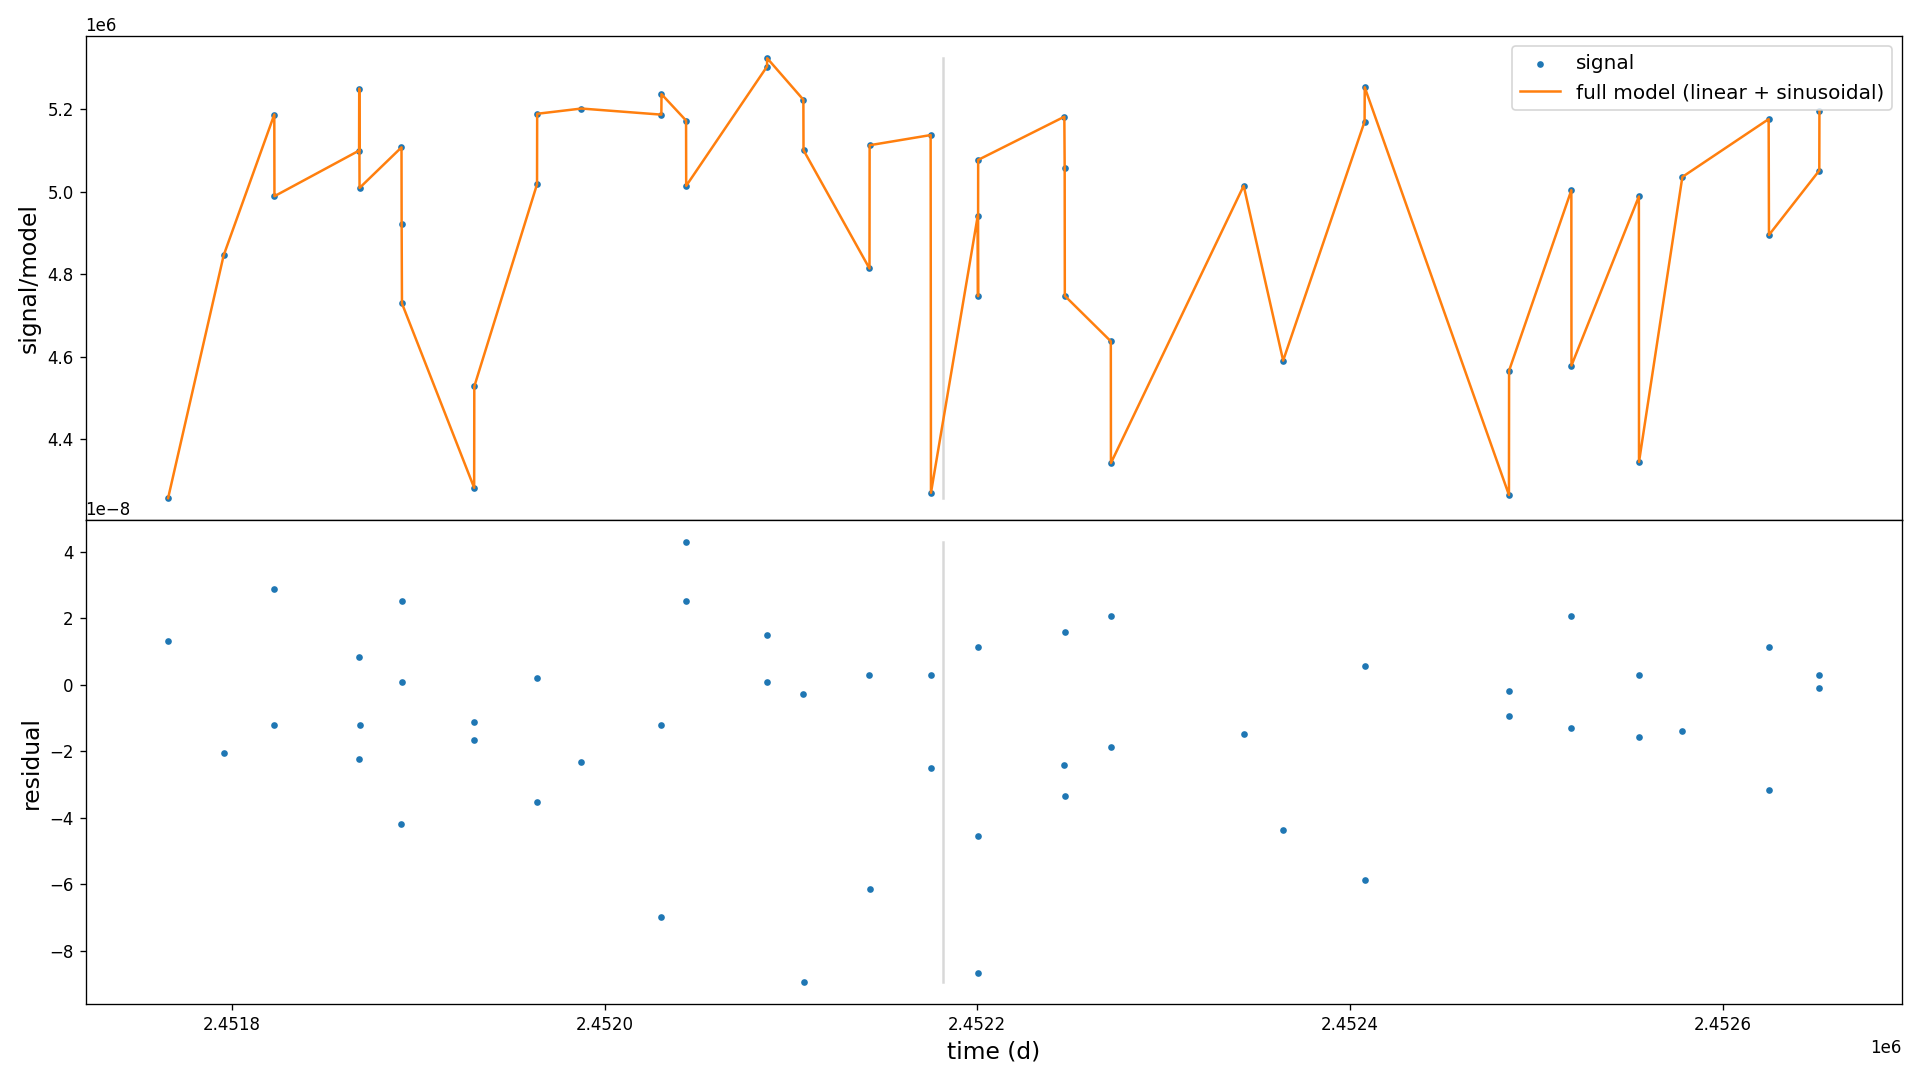 1e6
signal
full model (linear + sinusoidal)
5.2
5.0
4.8
4.6
4.4
signal/model
1e−8
4
2
0
−2
−4
−6
−8
residual
2.4518
2.4520
2.4522
2.4524
2.4526
time (d)
1e6